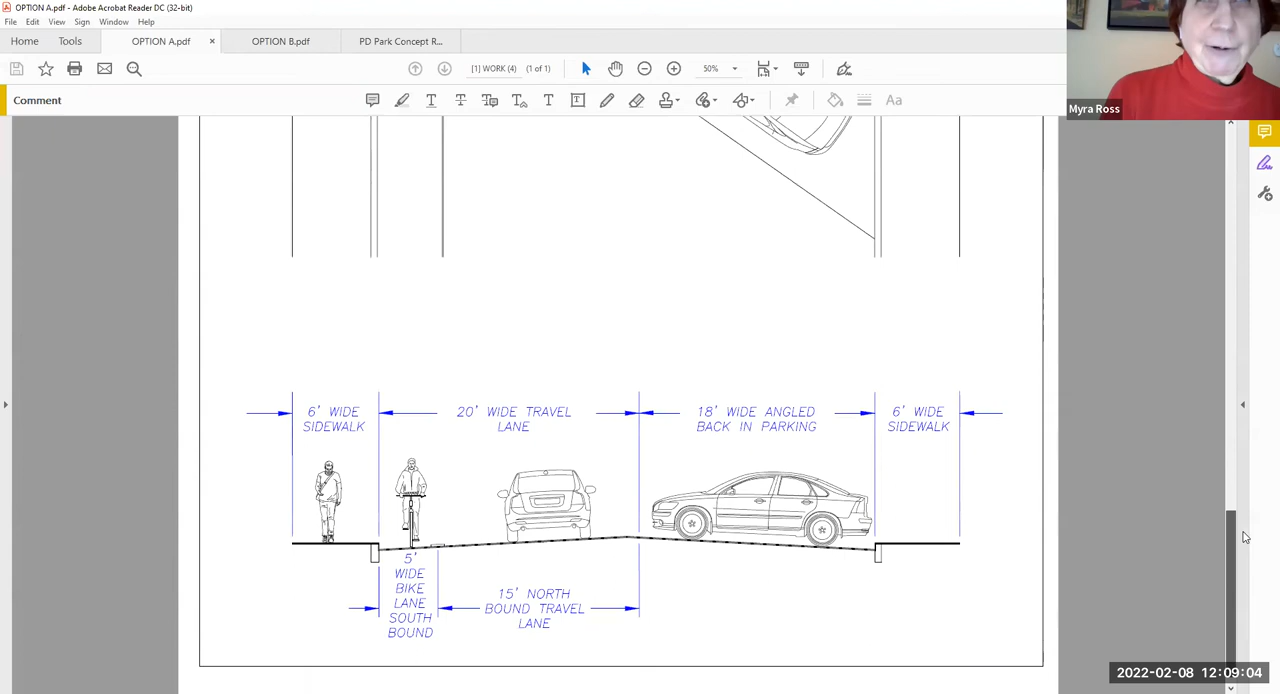 OPTION A.pdf - Adobe Acrobat Reader DC (32-bit)
File Edit View Sign Window Help
Home Tools OPTION A.pdf × OPTION B.pdf PD Park Concept R...
[1] WORK (4) (1 of 1) 50%
Comment
Aa
Myra Ross
6' WIDE
SIDEWALK
20' WIDE TRAVEL
LANE
18' WIDE ANGLED
BACK IN PARKING
6' WIDE
SIDEWALK
5'
WIDE
BIKE
LANE
SOUTH
BOUND
15' NORTH
BOUND TRAVEL
LANE
2022-02-08 12:09:04